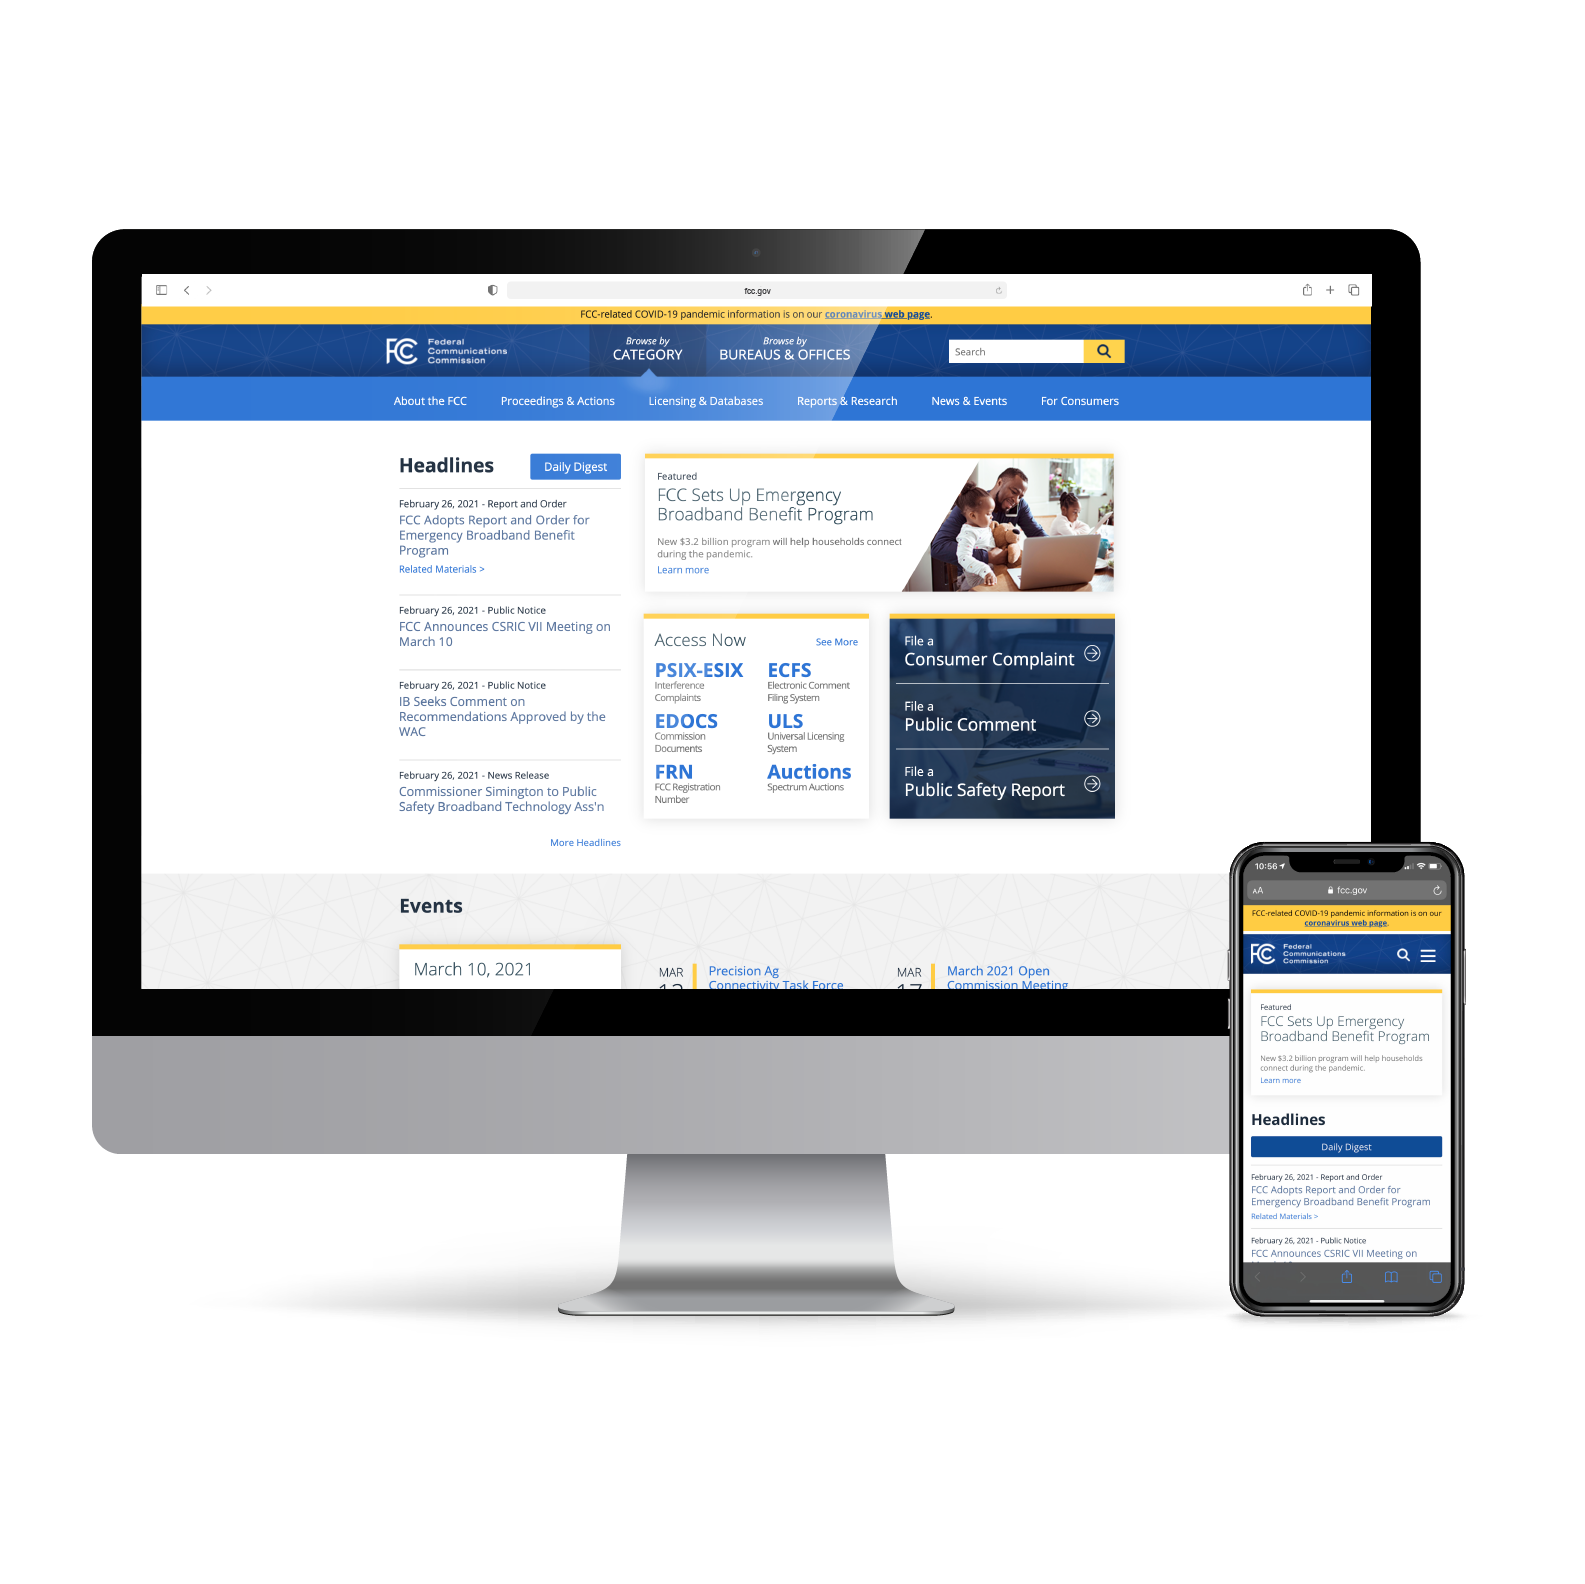 fcc.gov
FCC-related COVID-19 pandemic information is on our coronavirus web page.
FCC
Federal
Communications
Commission
Browse by
CATEGORY
Browse by
BUREAUS & OFFICES
Search
About the FCC
Proceedings & Actions
Licensing & Databases
Reports & Research
News & Events
For Consumers
Headlines
Daily Digest
February 26, 2021 - Report and Order
FCC Adopts Report and Order for
Emergency Broadband Benefit
Program
Related Materials >
February 26, 2021 - Public Notice
FCC Announces CSRIC VII Meeting on
March 10
February 26, 2021 - Public Notice
IB Seeks Comment on
Recommendations Approved by the
WAC
February 26, 2021 - News Release
Commissioner Simington to Public
Safety Broadband Technology Ass'n
More Headlines
Featured
FCC Sets Up Emergency
Broadband Benefit Program
New $3.2 billion program will help households connect
during the pandemic.
Learn more
Access Now
See More
PSIX-ESIX
Interference
Complaints
ECFS
Electronic Comment
Filing System
EDOCS
Commission
Documents
ULS
Universal Licensing
System
FRN
FCC Registration
Number
Auctions
Spectrum Auctions
File a
Consumer Complaint
File a
Public Comment
File a
Public Safety Report
Events
March 10, 2021
MAR
Precision Ag
Connectivity Task Force
MAR
17
March 2021 Open
Commission Meeting
10:56
AA
fcc.gov
FCC-related COVID-19 pandemic information is on our
coronavirus web page.
FCC
Federal
Communications
Commission
Featured
FCC Sets Up Emergency
Broadband Benefit Program
New $3.2 billion program will help households
connect during the pandemic.
Learn more
Headlines
Daily Digest
February 26, 2021 - Report and Order
FCC Adopts Report and Order for
Emergency Broadband Benefit Program
Related Materials >
February 26, 2021 - Public Notice
FCC Announces CSRIC VII Meeting on